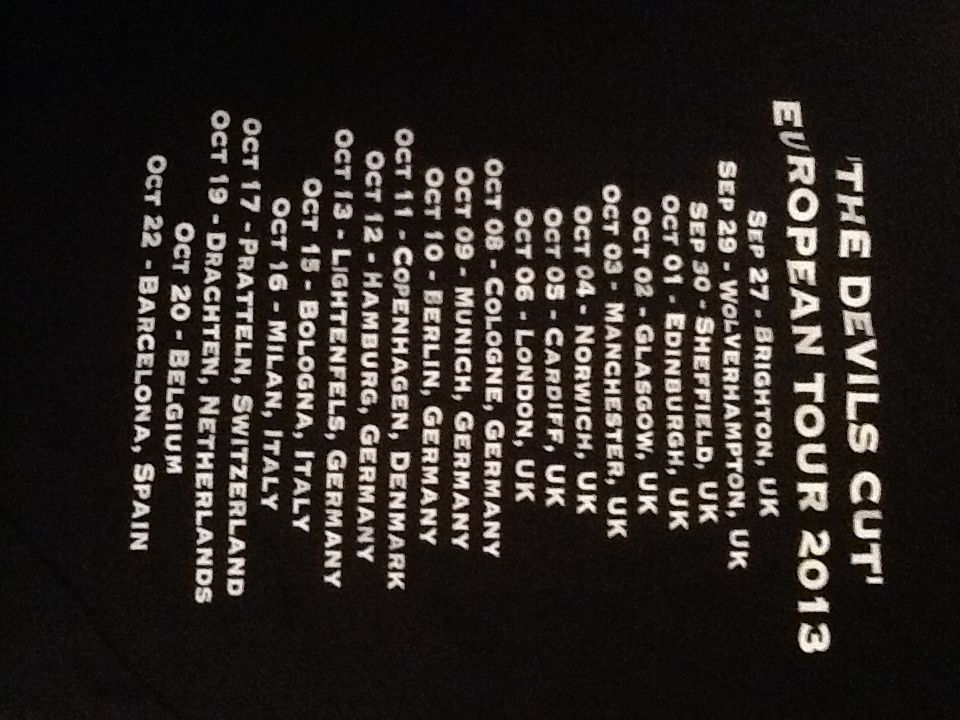 'THE DEVILS CUT'
EUROPEAN TOUR 2013
SEP 27 - BRIGHTON, UK
SEP 29 - WOLVERHAMPTON, UK
SEP 30 - SHEFFIELD, UK
OCT 01 - EDINBURGH, UK
OCT 02 - GLASGOW, UK
OCT 03 - MANCHESTER, UK
OCT 04 - NORWICH, UK
OCT 05 - CARDIFF, UK
OCT 06 - LONDON, UK
OCT 08 - COLOGNE, GERMANY
OCT 09 - MUNICH, GERMANY
OCT 10 - BERLIN, GERMANY
OCT 11 - COPENHAGEN, DENMARK
OCT 12 - HAMBURG, GERMANY
OCT 13 - LIGHTENFELS, GERMANY
OCT 15 - BOLOGNA, ITALY
OCT 16 - MILAN, ITALY
OCT 17 - PRATTELN, SWITZERLAND
OCT 19 - DRACHTEN, NETHERLANDS
OCT 20 - BELGIUM
OCT 22 - BARCELONA, SPAIN